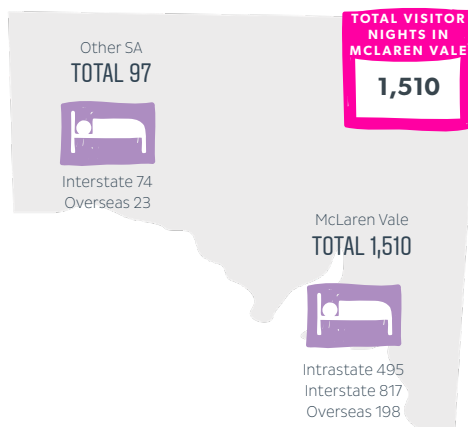 TOTAL VISITOR
NIGHTS IN
MCLAREN VALE
1,510
Other SA
TOTAL 97
Interstate 74
Overseas 23
McLaren Vale
TOTAL 1,510
Intrastate 495
Interstate 817
Overseas 198